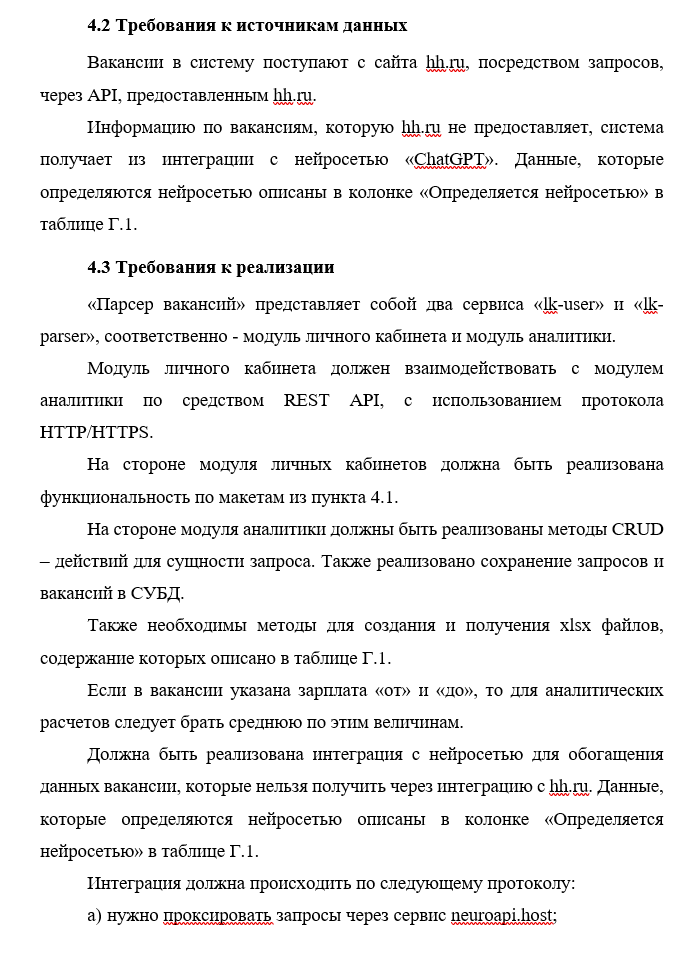 4.2 Требования к источникам данных
Вакансии в систему поступают с сайта hh.ru, посредством запросов,
через API, предоставленным hh.ru.
Информацию по вакансиям, которую hh.ru не предоставляет, система
получает из интеграции с нейросетью «ChatGPT». Данные, которые
определяются нейросетью описаны в колонке «Определяется нейросетью» в
таблице Г.1.
4.3 Требования к реализации
«Парсер вакансий» представляет собой два сервиса «lk-user» и «lk-
parser», соответственно - модуль личного кабинета и модуль аналитики.
Модуль личного кабинета должен взаимодействовать с модулем
аналитики по средством REST API, с использованием протокола
HTTP/HTTPS.
На стороне модуля личных кабинетов должна быть реализована
функциональность по макетам из пункта 4.1.
На стороне модуля аналитики должны быть реализованы методы CRUD
– действий для сущности запроса. Также реализовано сохранение запросов и
вакансий в СУБД.
Также необходимы методы для создания и получения xlsx файлов,
содержание которых описано в таблице Г.1.
Если в вакансии указана зарплата «от» и «до», то для аналитических
расчетов следует брать среднюю по этим величинам.
Должна быть реализована интеграция с нейросетью для обогащения
данных вакансии, которые нельзя получить через интеграцию с hh.ru. Данные,
которые определяются нейросетью описаны в колонке «Определяется
нейросетью» в таблице Г.1.
Интеграция должна происходить по следующему протоколу:
а) нужно проксировать запросы через сервис neuroapi.host;